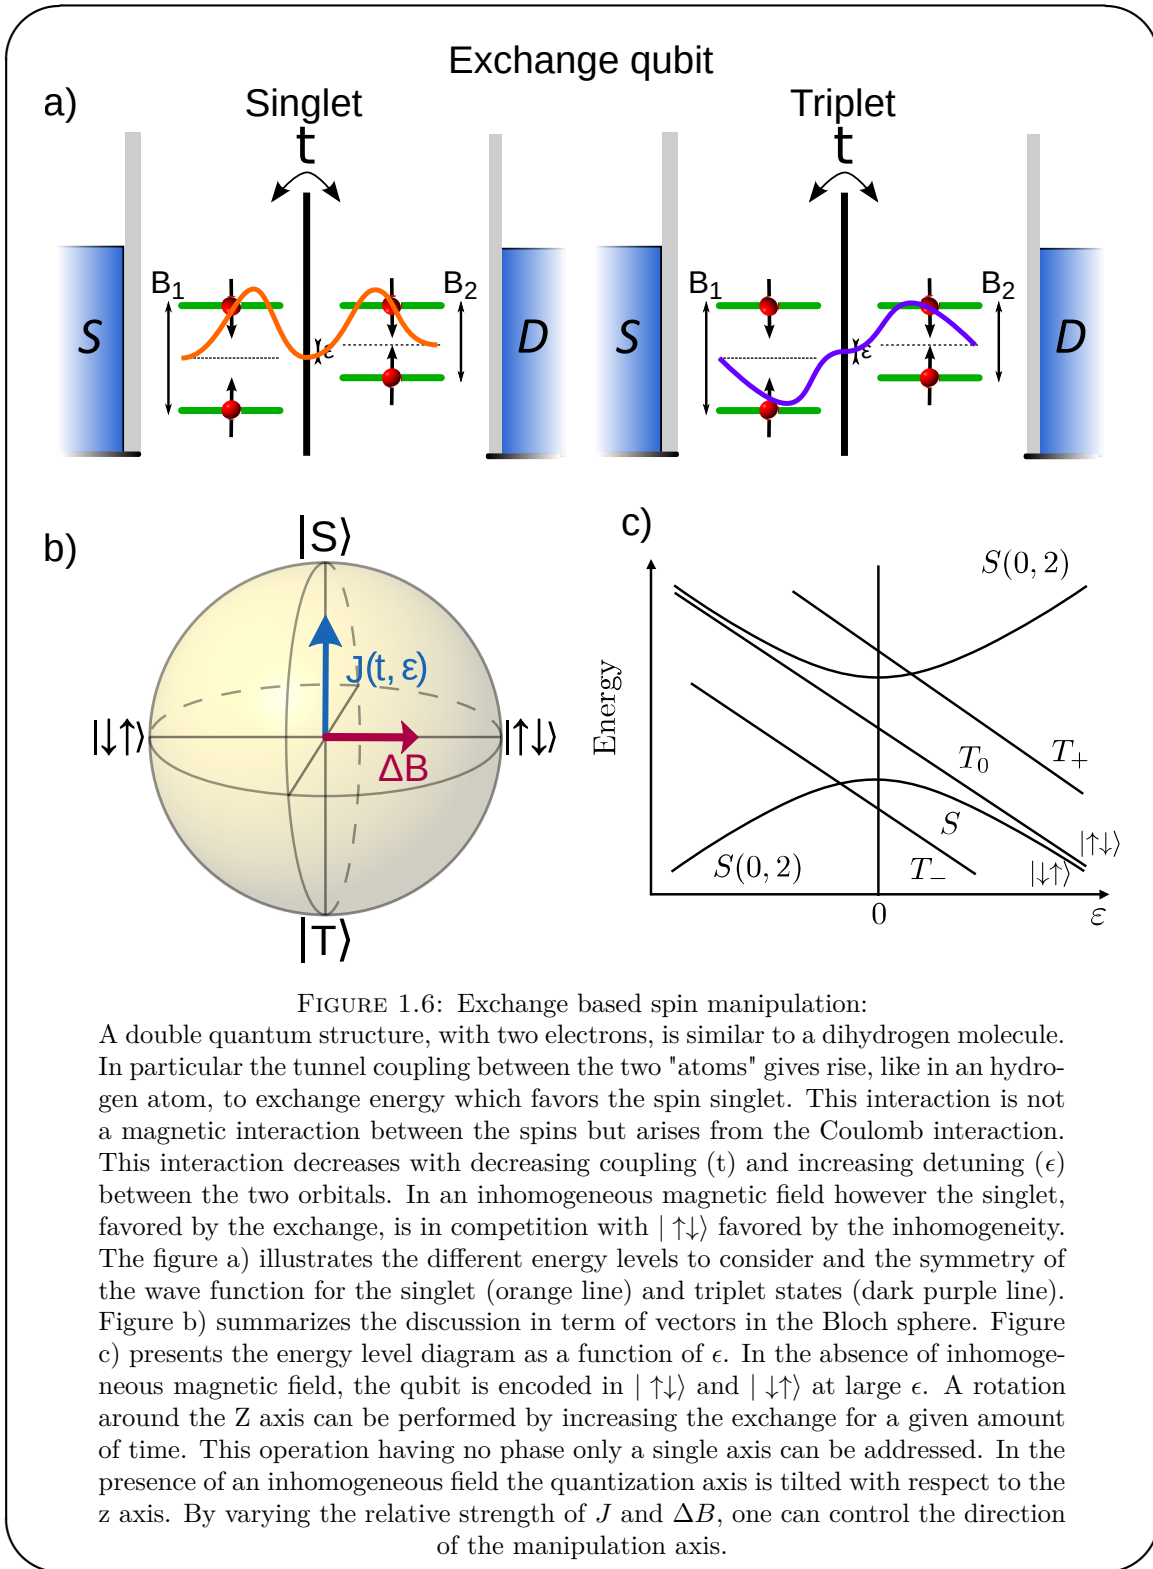 Exchange qubit
a)
Singlet
Triplet
t
t
B1
B2
B1
B2
S
ε
D
S
ε
D
b)
|S⟩
J(t, ε)
|↓↑⟩
|↑↓⟩
ΔB
|T⟩
c)
S(0, 2)
Energy
T0
T+
S
|↑↓⟩
S(0, 2)
T−
|↓↑⟩
0
ε
FIGURE 1.6: Exchange based spin manipulation:
A double quantum structure, with two electrons, is similar to a dihydrogen molecule.
In particular the tunnel coupling between the two "atoms" gives rise, like in an hydro-
gen atom, to exchange energy which favors the spin singlet. This interaction is not
a magnetic interaction between the spins but arises from the Coulomb interaction.
This interaction decreases with decreasing coupling (t) and increasing detuning (ϵ)
between the two orbitals. In an inhomogeneous magnetic field however the singlet,
favored by the exchange, is in competition with | ↑↓⟩ favored by the inhomogeneity.
The figure a) illustrates the different energy levels to consider and the symmetry of
the wave function for the singlet (orange line) and triplet states (dark purple line).
Figure b) summarizes the discussion in term of vectors in the Bloch sphere. Figure
c) presents the energy level diagram as a function of ϵ. In the absence of inhomoge-
neous magnetic field, the qubit is encoded in | ↑↓⟩ and | ↓↑⟩ at large ϵ. A rotation
around the Z axis can be performed by increasing the exchange for a given amount
of time. This operation having no phase only a single axis can be addressed. In the
presence of an inhomogeneous field the quantization axis is tilted with respect to the
z axis. By varying the relative strength of J and ΔB, one can control the direction
of the manipulation axis.